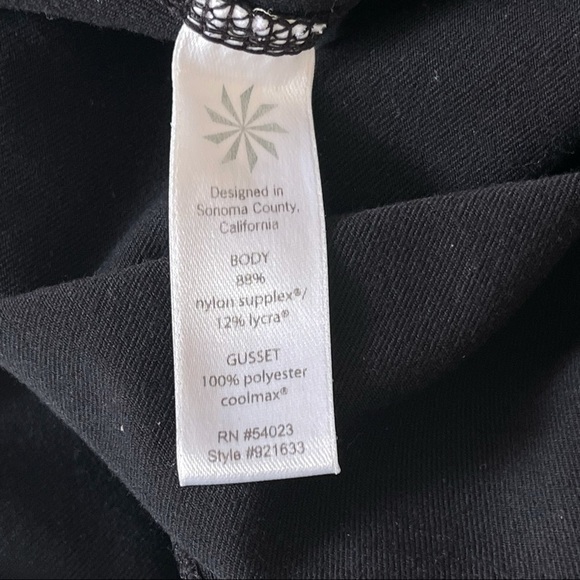 Designed in
Sonoma County,
California
BODY
88%
nylon supplex®/
12% lycra®
GUSSET
100% polyester
coolmax®
RN #54023
Style #921633